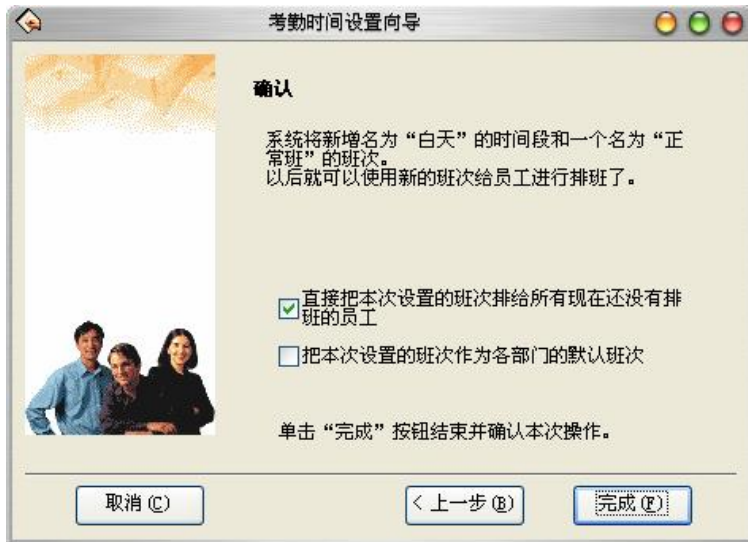 考勤时间设置向导
确认
系统将新增名为“白天”的时间段和一个名为“正
常班”的班次。
以后就可以使用新的班次给员工进行排班了。
直接把本次设置的班次排给所有现在还没有排
班的员工
把本次设置的班次作为各部门的默认班次
单击“完成”按钮结束并确认本次操作。
取消(C)
< 上一步(B)
完成(F)